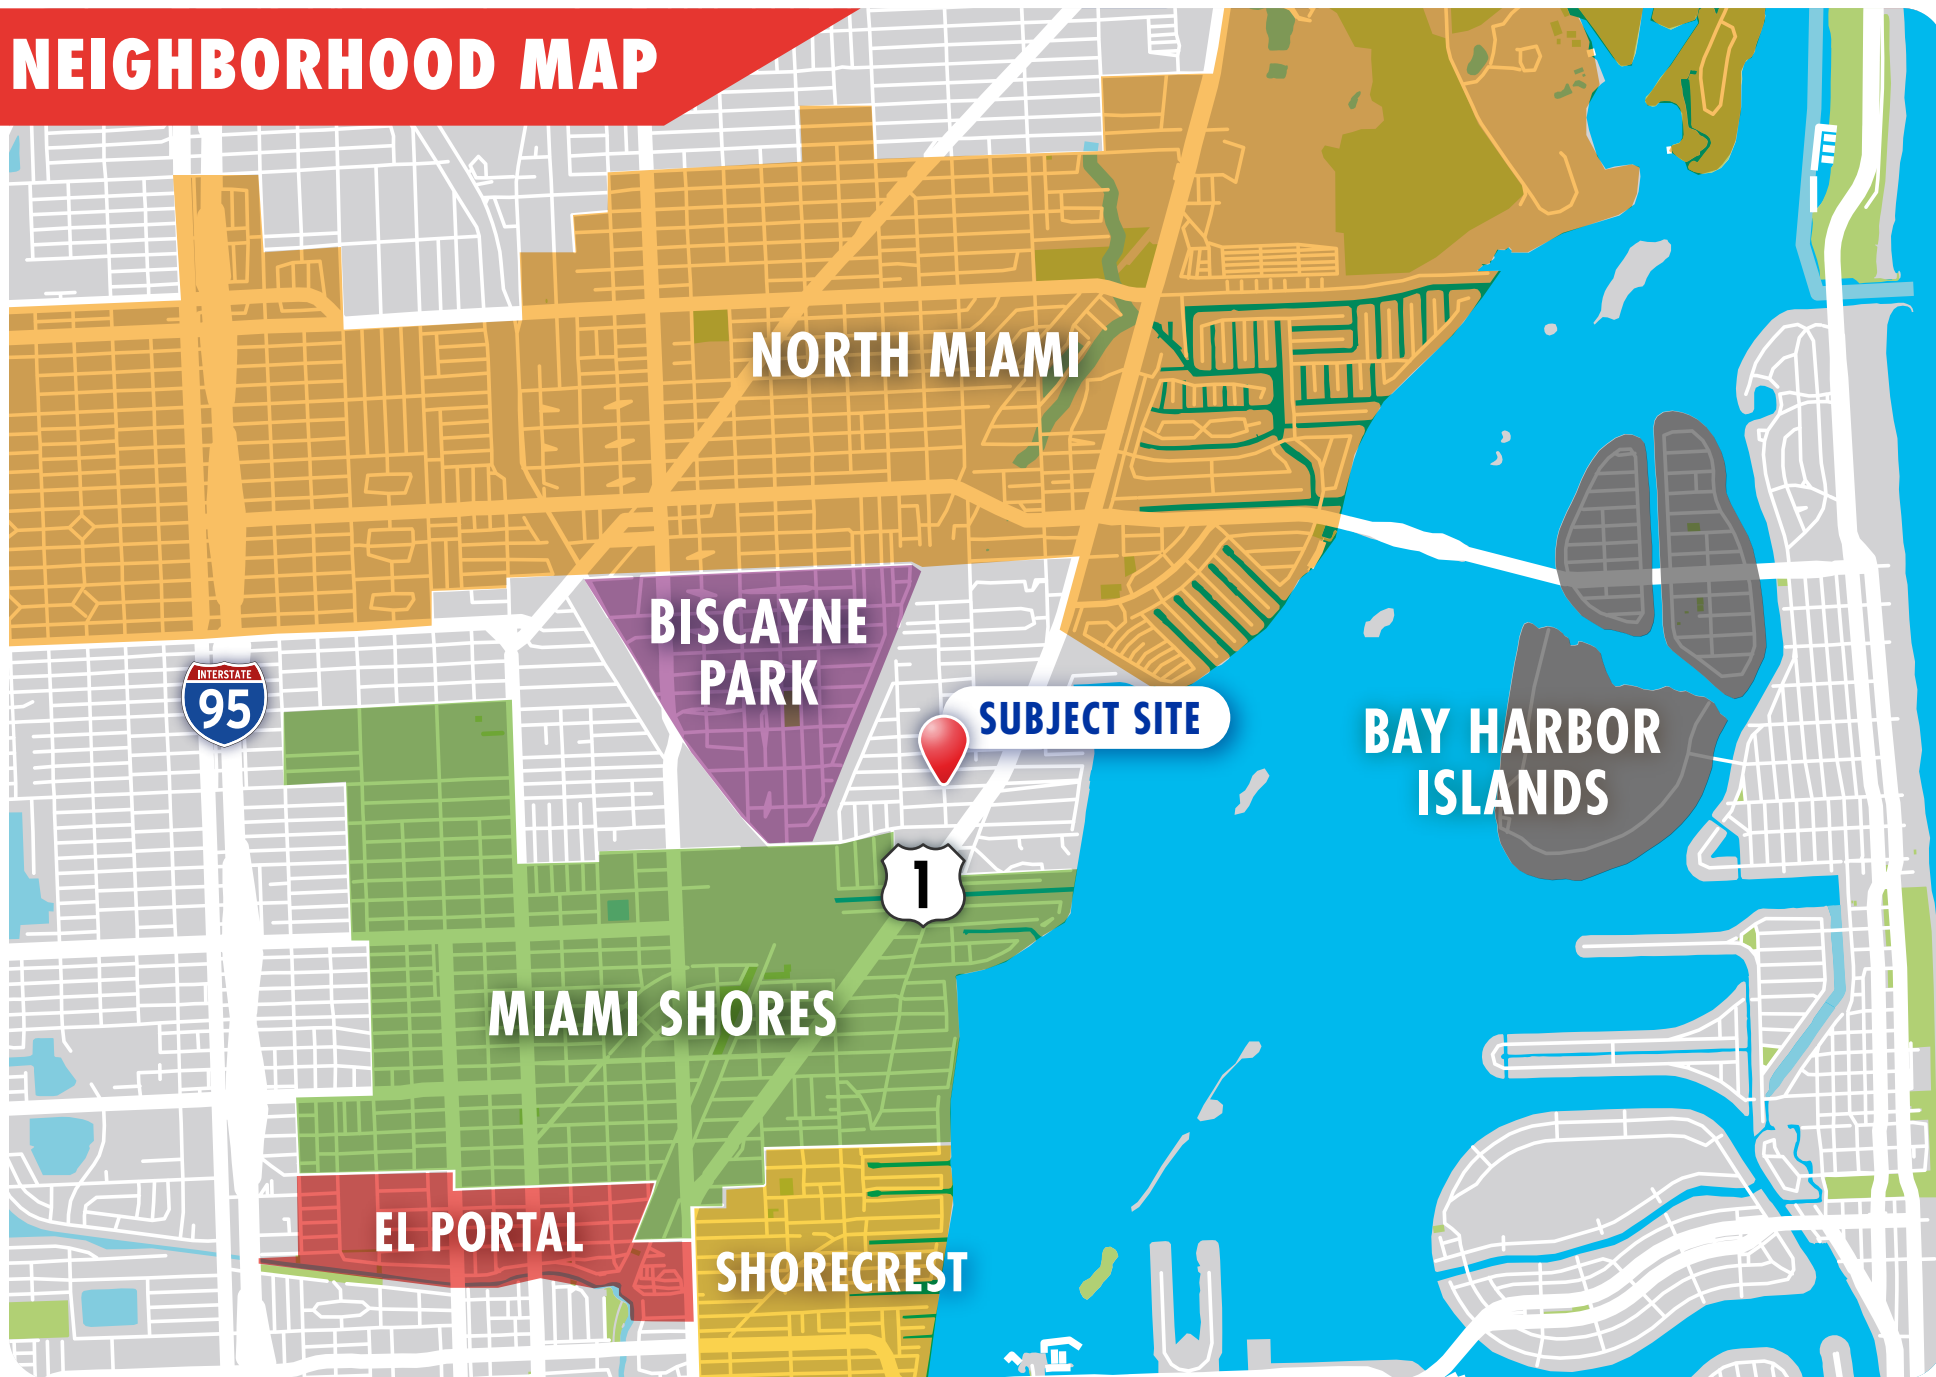 NEIGHBORHOOD MAP
NORTH MIAMI
BISCAYNE
PARK
INTERSTATE
95
SUBJECT SITE
BAY HARBOR
ISLANDS
1
MIAMI SHORES
EL PORTAL
SHORECREST